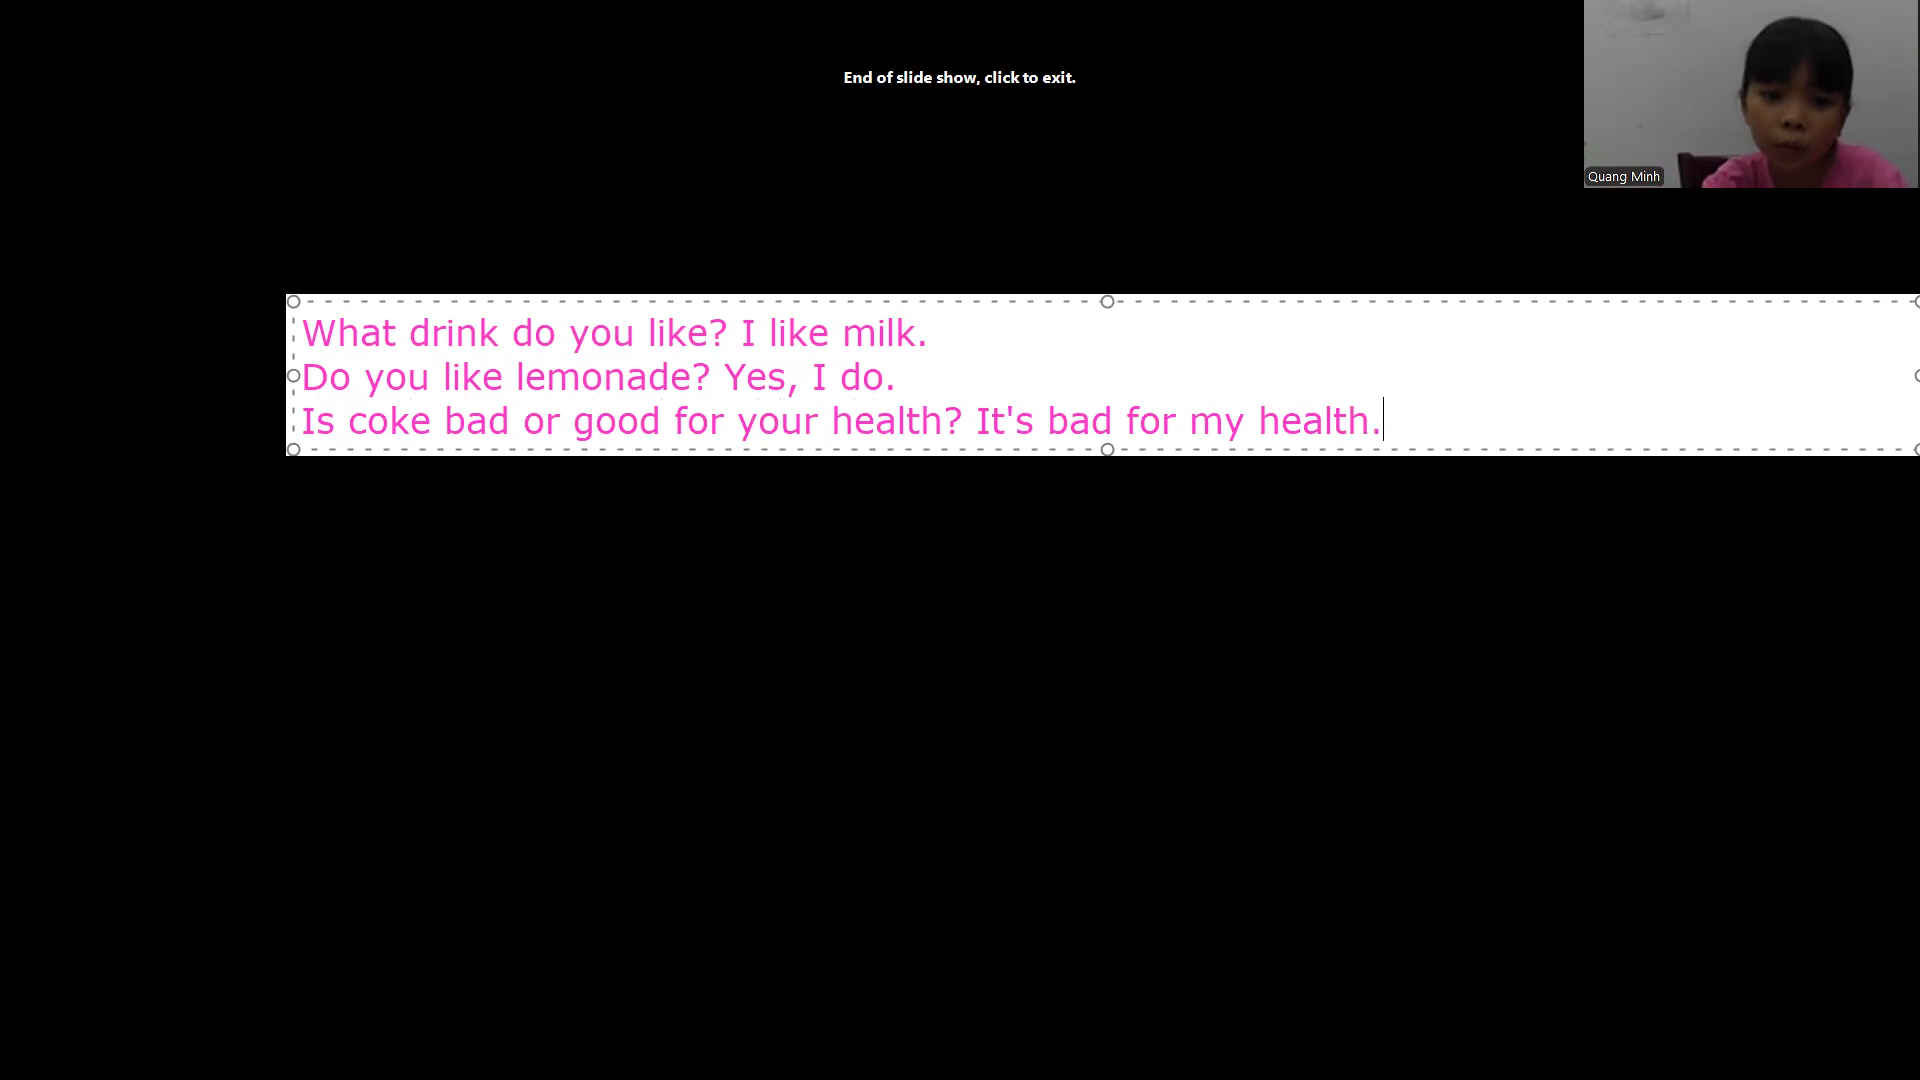 End of slide show, click to exit.
Quang Minh
What drink do you like? I like milk.
Do you like lemonade? Yes, I do.
Is coke bad or good for your health? It's bad for my health.